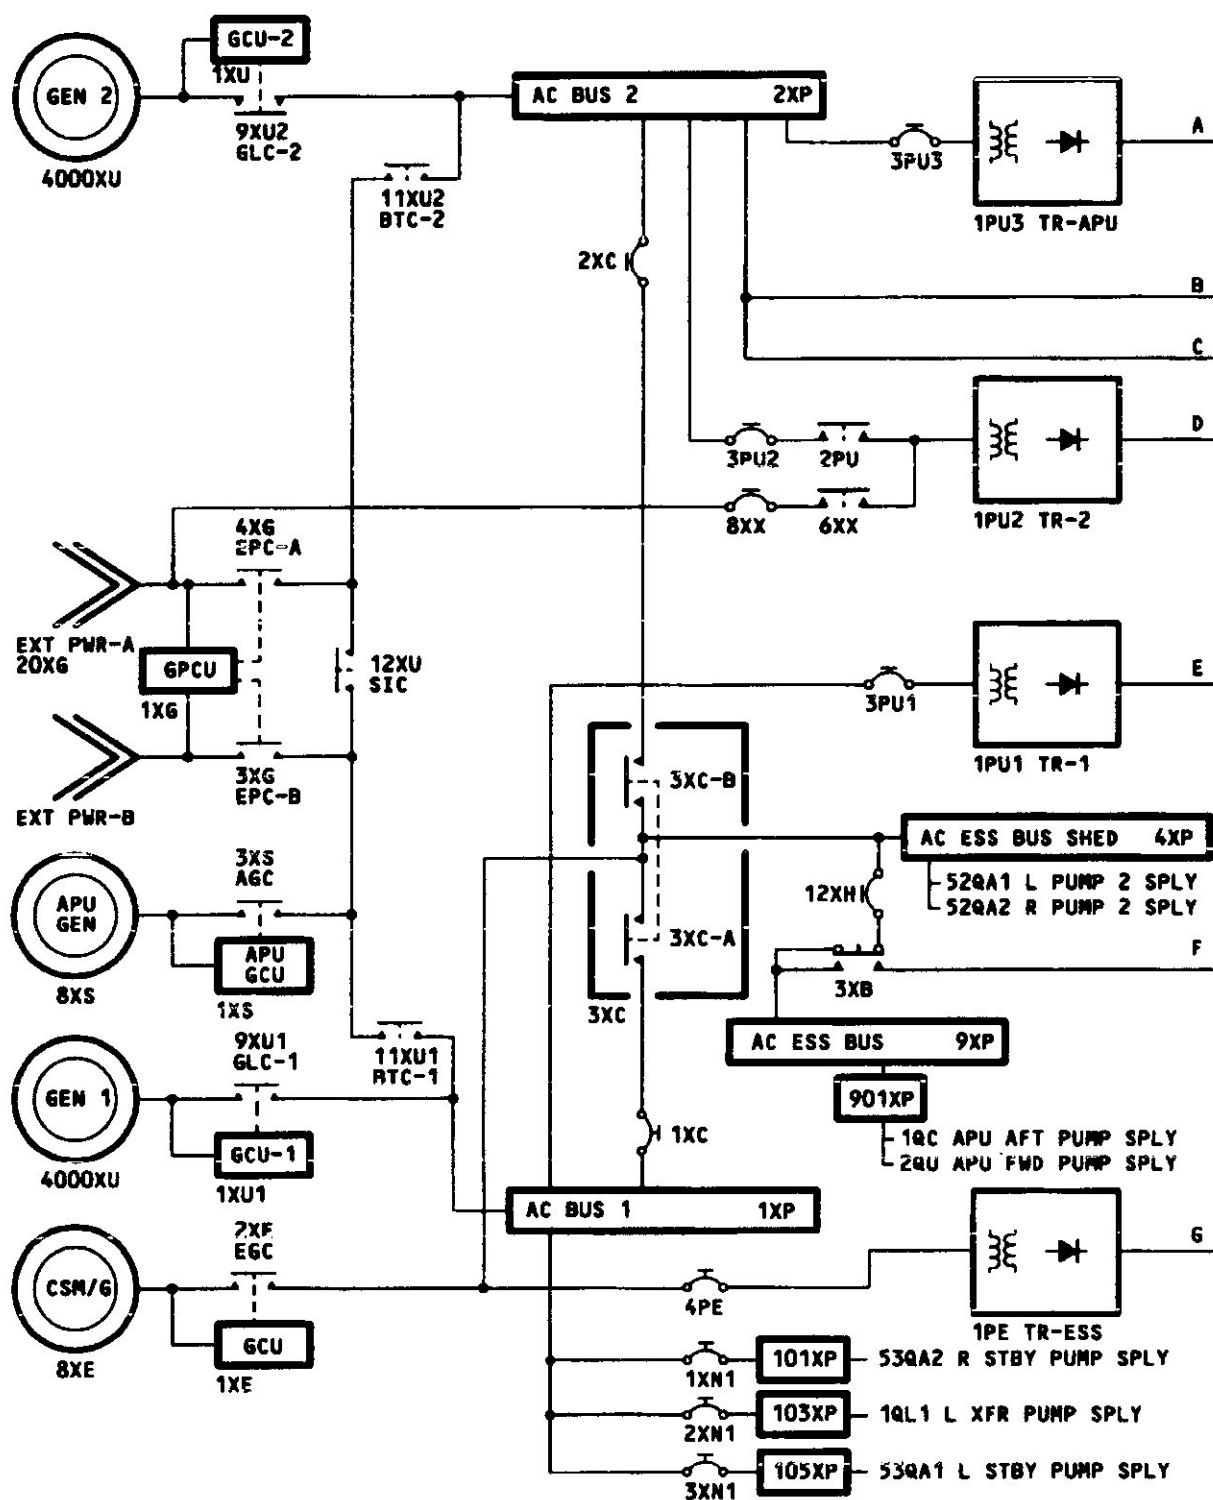 GCU-2
1XU
GEN 2
9XU2
GLC-2
4000XU
AC BUS 2 2XP
3PU3
1PU3 TR-APU
A
11XU2
BTC-2
2XC
B
C
D
3PU2
2PU
8XX
6XX
1PU2 TR-2
4XG
EPC-A
EXT PWR-A
20XG
GPCU
1XG
12XU
SIC
3PU1
1PU1 TR-1
E
3XG
EPC-B
EXT PWR-B
3XC-B
AC ESS BUS SHED 4XP
52QA1 L PUMP 2 SPLY
52QA2 R PUMP 2 SPLY
12XH
3XS
AGC
APU
GEN
8XS
APU
GCU
1XS
3XC-A
3XC
3XB
F
AC ESS BUS 9XP
901XP
1QC APU AFT PUMP SPLY
2QU APU FWD PUMP SPLY
9XU1
GLC-1
11XU1
BTC-1
GEN 1
4000XU
GCU-1
1XU1
1XC
AC BUS 1 1XP
2XE
EGC
CSM/G
8XE
GCU
1XE
4PE
1PE TR-ESS
G
1XN1
101XP
53QA2 R STBY PUMP SPLY
2XN1
103XP
1QL1 L XFR PUMP SPLY
3XN1
105XP
53QA1 L STBY PUMP SPLY